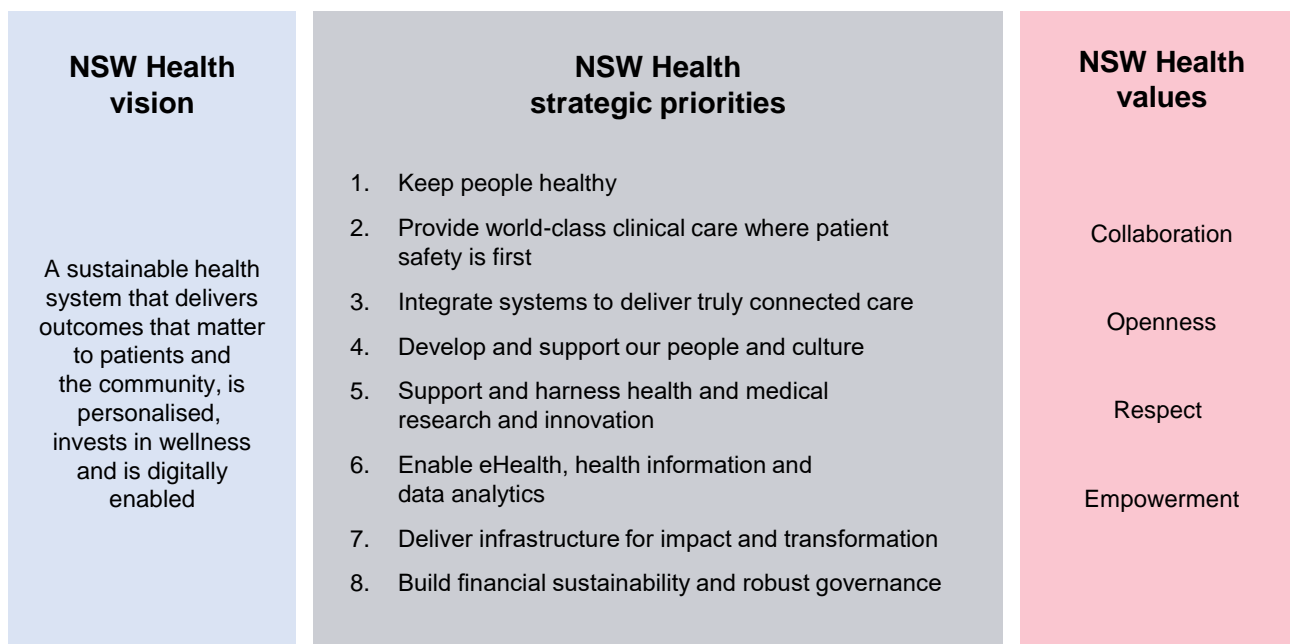 NSW Health
vision
A sustainable health
system that delivers
outcomes that matter
to patients and
the community, is
personalised,
invests in wellness
and is digitally
enabled
NSW Health
strategic priorities
1. Keep people healthy
2. Provide world-class clinical care where patient
safety is first
3. Integrate systems to deliver truly connected care
4. Develop and support our people and culture
5. Support and harness health and medical
research and innovation
6. Enable eHealth, health information and
data analytics
7. Deliver infrastructure for impact and transformation
8. Build financial sustainability and robust governance
NSW Health
values
Collaboration
Openness
Respect
Empowerment